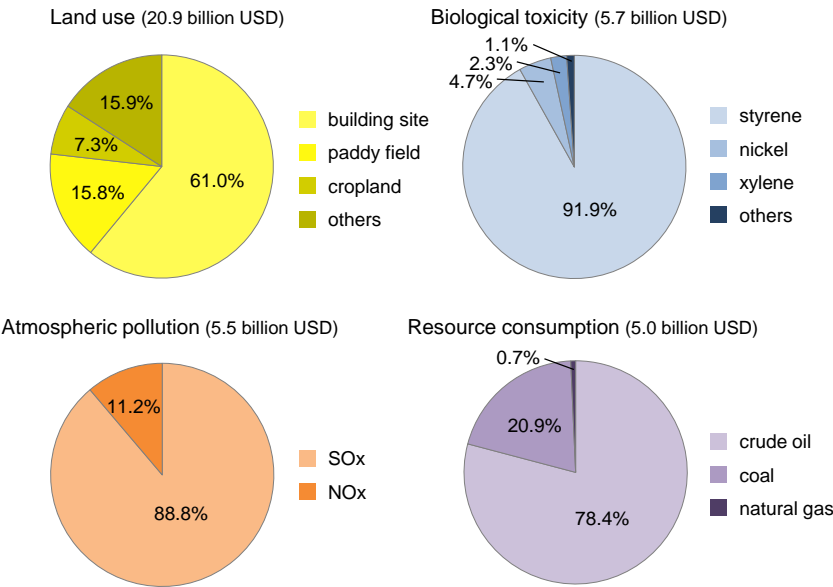 Land use (20.9 billion USD)
15.9%
7.3%
15.8%
61.0%
building site
paddy field
cropland
others
Biological toxicity (5.7 billion USD)
1.1%
2.3%
4.7%
91.9%
styrene
nickel
xylene
others
Atmospheric pollution (5.5 billion USD)
11.2%
88.8%
SOx
NOx
Resource consumption (5.0 billion USD)
0.7%
20.9%
78.4%
crude oil
coal
natural gas